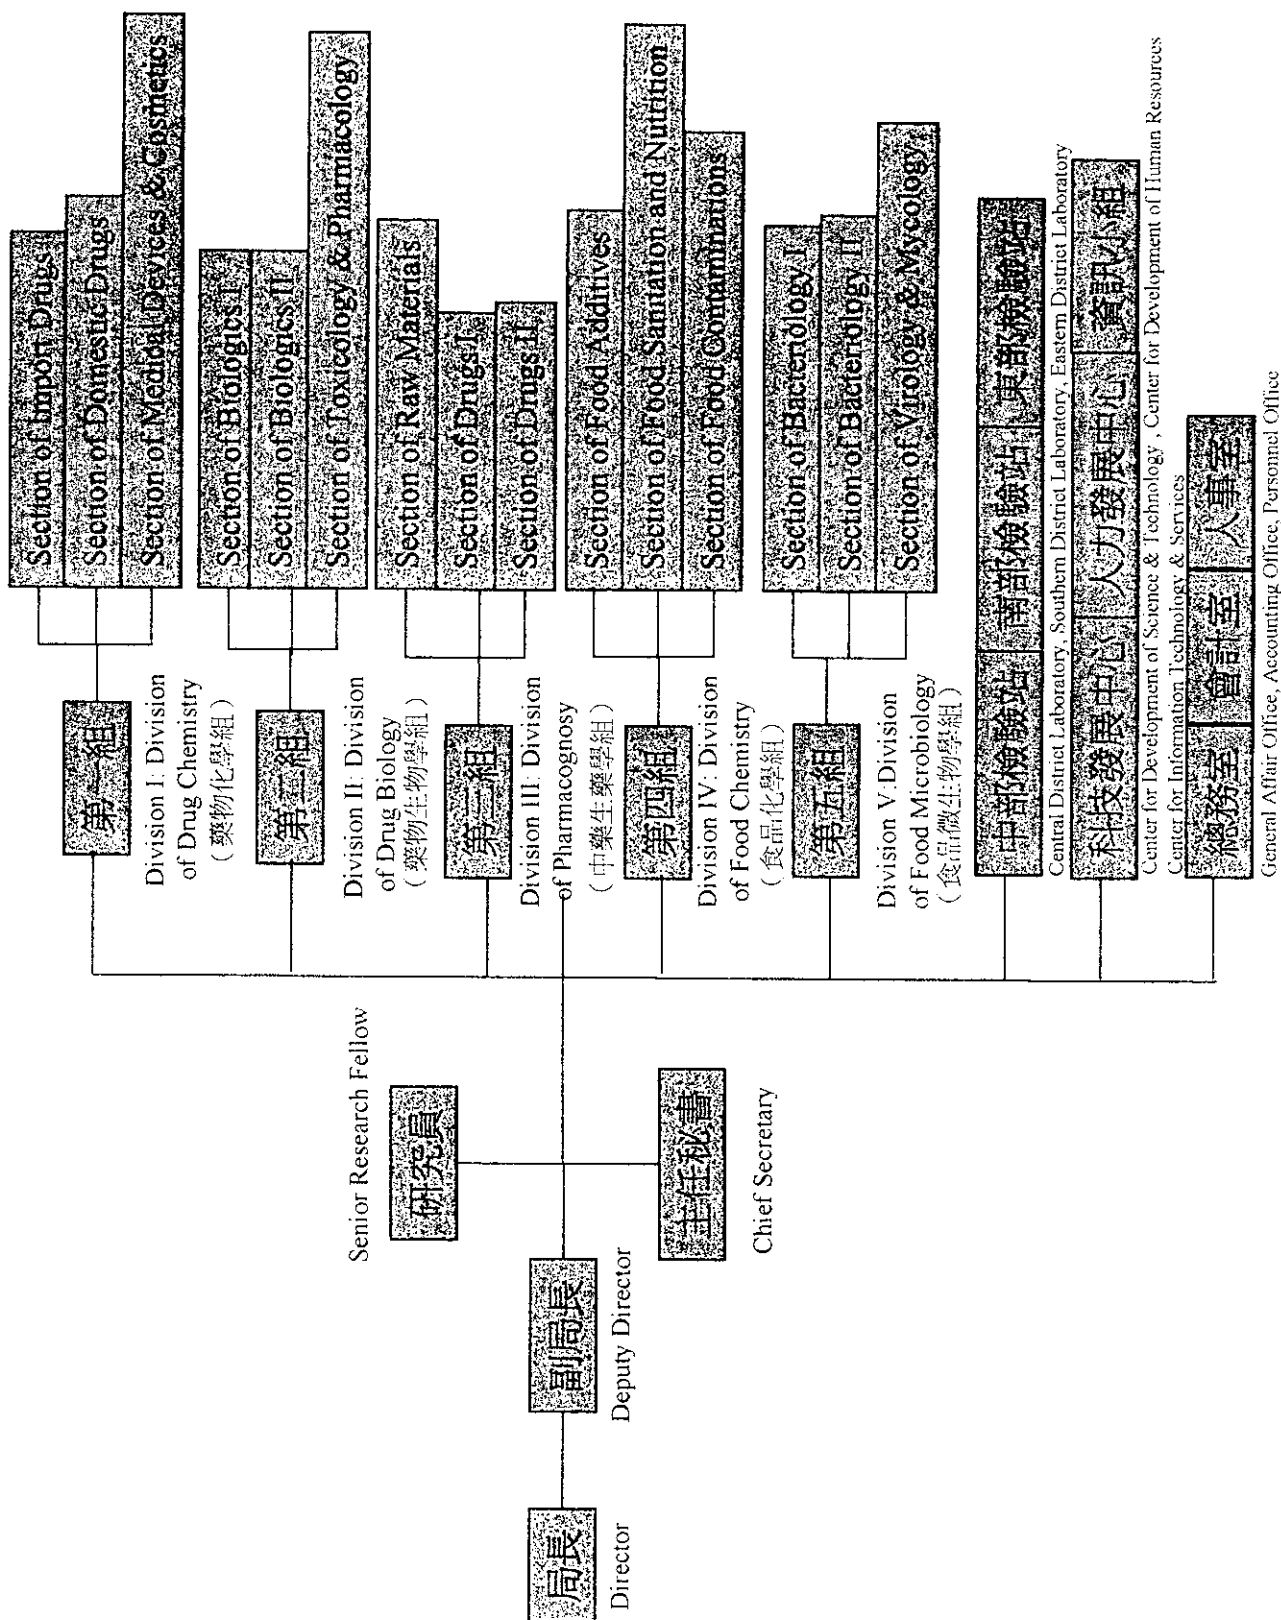 局長
Director
副局長
Deputy Director
研究員
Senior Research Fellow
主任秘書
Chief Secretary
第一組
Division I: Division
of Drug Chemistry
(藥物化學組)
Section of Import Drugs
Section of Domestic Drugs
Section of Medidal Devices & Cosmetics
第二組
Division II: Division
of Drug Biology
(藥物生物學組)
Section of Biologics I
Section of Biologics II
Section of Toxicology & Pharmacology
第三組
Division III: Division
of Pharmacognosy
(中藥生藥學組)
Section of Raw Materials
Section of Drugs I
Section of Drugs II
第四組
Division IV: Division
of Food Chemistry
(食品化學組)
Section of Food Additives
Section of Food Sanitation and Nutrition
Section of Food Contaminations
第五組
Division V: Division
of Food Microbiology
(食品微生物學組)
Section of Bacteriology I
Section of Bacteriology II
Section of Virology & Mycology
中部檢驗站 南部檢驗站 東部檢驗站
Central District Laboratory, Southern District Laboratory, Eastern District Laboratory
科技發展中心 人力發展中心 資訊小組
Center for Development of Science & Technology , Center for Development of Human Resources
Center for Information Technology & Services
總務室 會計室 人事室
General Affair Office, Accounting Office, Personnel Office